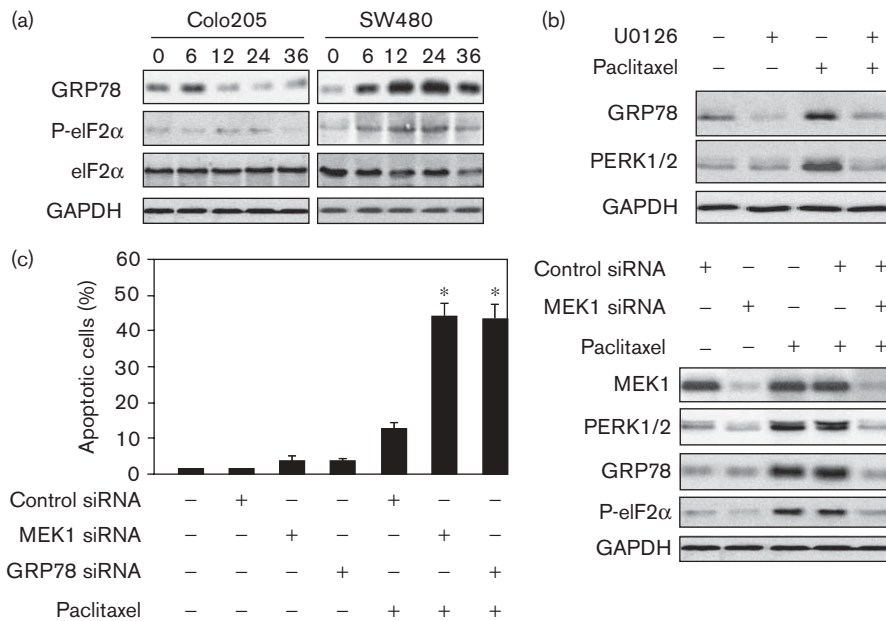 (a)
Colo205 SW480
0 6 12 24 36 0 6 12 24 36
GRP78
P-eIF2α
eIF2α
GAPDH
(b)
U0126 – + – +
Paclitaxel – – + +
GRP78
PERK1/2
GAPDH
Control siRNA + – – + +
MEK1 siRNA – + – – +
Paclitaxel – – + + +
MEK1
PERK1/2
GRP78
P-eIF2α
GAPDH
(c)
Apoptotic cells (%)
60
50
40
30
20
10
0
* *
Control siRNA – + – – + – –
MEK1 siRNA – – + – – + –
GRP78 siRNA – – – + – – +
Paclitaxel – – – – + + +